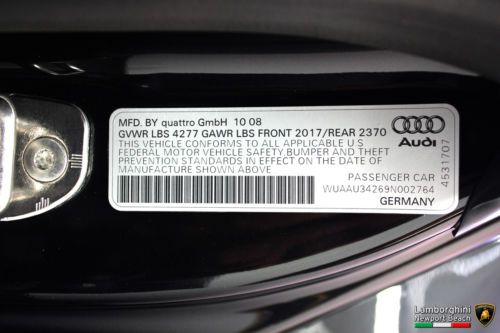 MFD. BY quattro GmbH 10 08
GVWR LBS 4277 GAWR LBS FRONT 2017/REAR 2370
THIS VEHICLE CONFORMS TO ALL APPLICABLE U S
FEDERAL MOTOR VEHICLE SAFETY BUMPER AND THEFT
PREVENTION STANDARDS IN EFFECT ON THE DATE OF
MANUFACTURE SHOWN ABOVE
PASSENGER CAR
WUAAU34269N002764
GERMANY
Audi
4531707
Lamborghini
Newport Beach